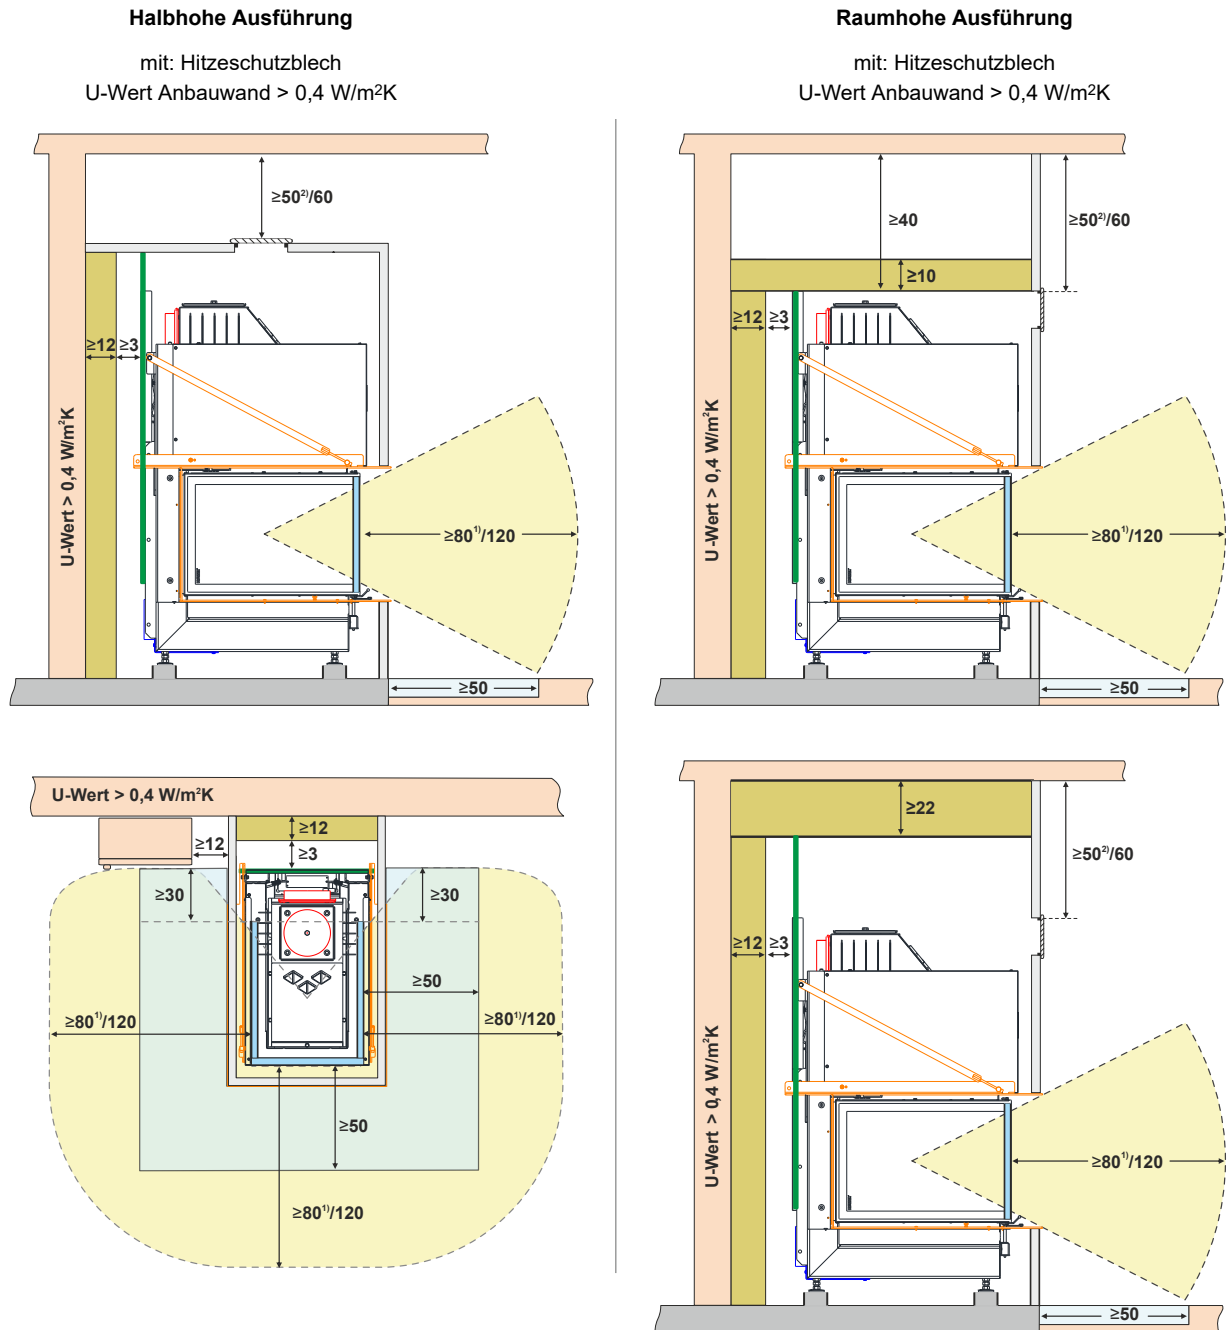 Halbhohe Ausführung
mit: Hitzeschutzblech
U-Wert Anbauwand > 0,4 W/m²K
≥50²⁾/60
≥12
≥3
U-Wert > 0,4 W/m²K
≥80¹⁾/120
≥50
U-Wert > 0,4 W/m²K
≥12
≥12
≥3
≥30
≥30
≥50
≥80¹⁾/120
≥80¹⁾/120
≥50
≥80¹⁾/120
Raumhohe Ausführung
mit: Hitzeschutzblech
U-Wert Anbauwand > 0,4 W/m²K
≥40
≥50²⁾/60
≥10
≥12
≥3
U-Wert > 0,4 W/m²K
≥80¹⁾/120
≥50
≥22
≥50²⁾/60
≥12
≥3
U-Wert > 0,4 W/m²K
≥80¹⁾/120
≥50